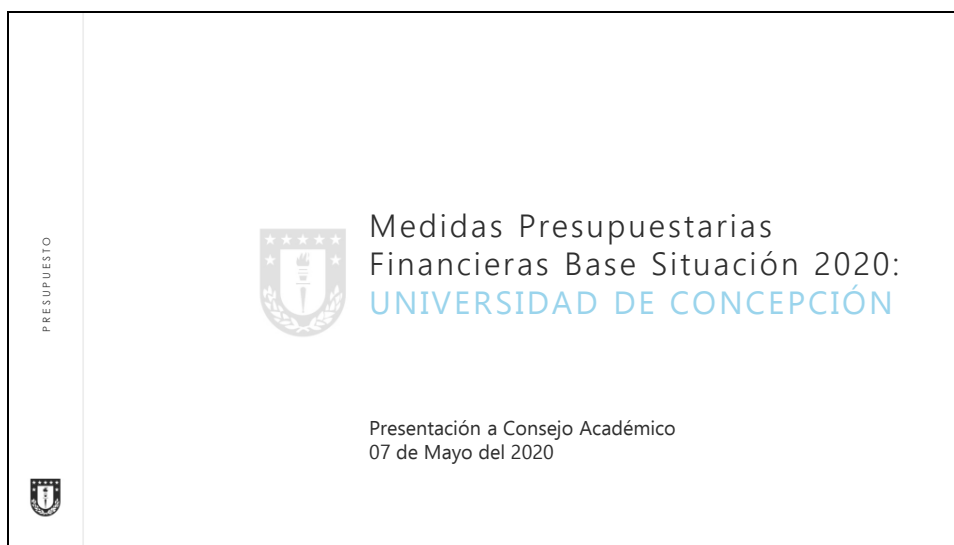 PRESUPUESTO
Medidas Presupuestarias
Financieras Base Situación 2020:
UNIVERSIDAD DE CONCEPCIÓN
Presentación a Consejo Académico
07 de Mayo del 2020